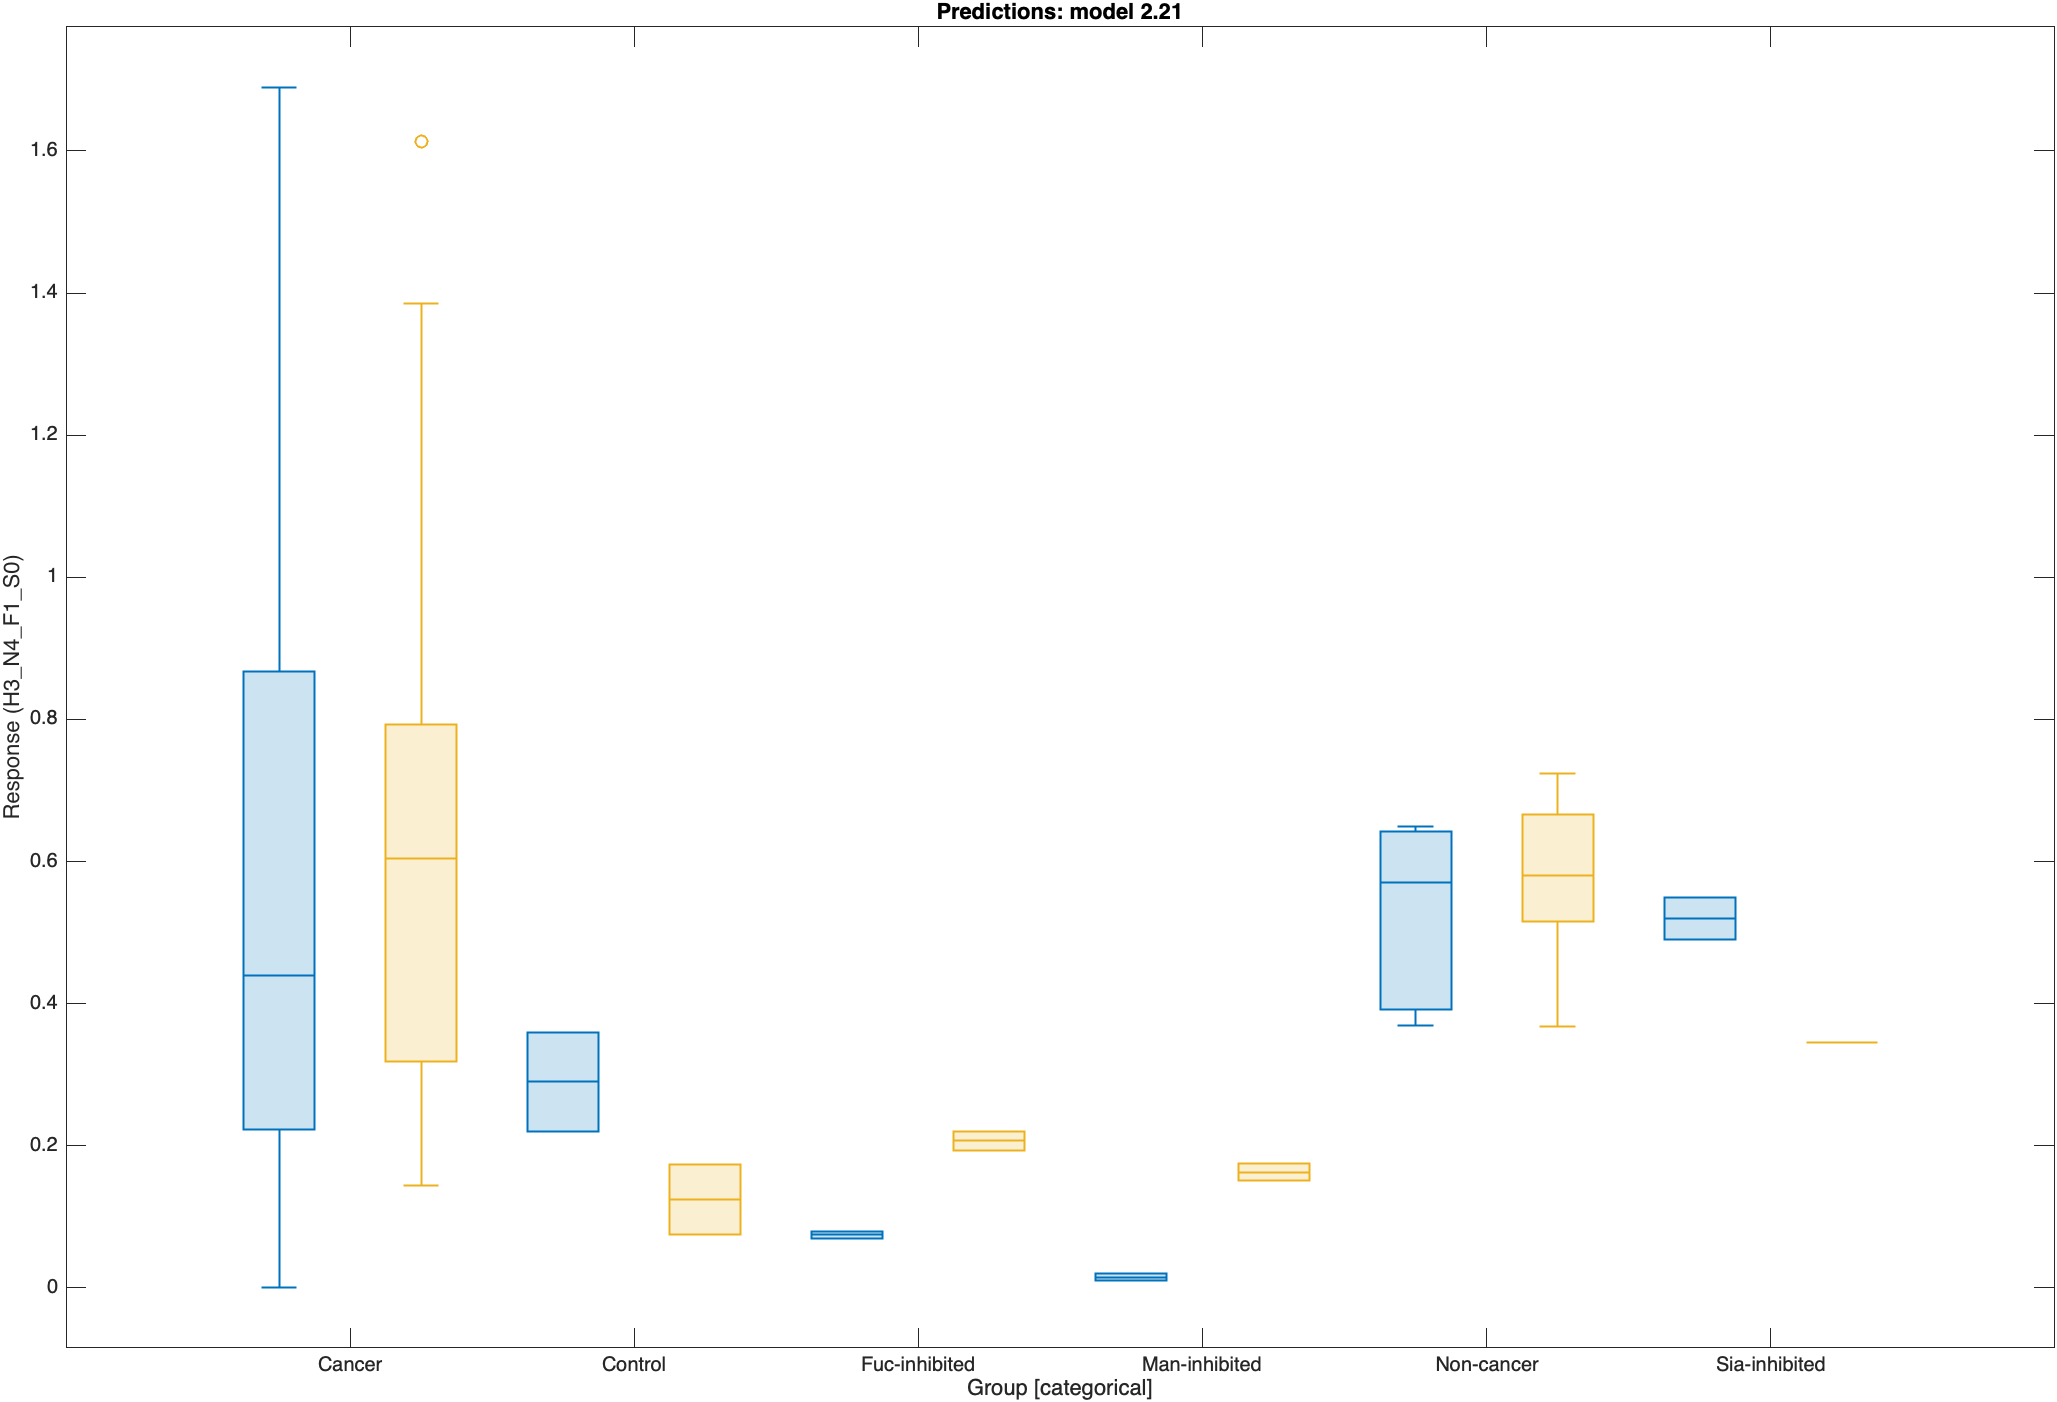 Predictions: model 2.21
Response (H3_N4_F1_S0)
1.6
1.4
1.2
1
0.8
0.6
0.4
0.2
0
Cancer Control Fuc-inhibited Man-inhibited Non-cancer Sia-inhibited
Group [categorical]